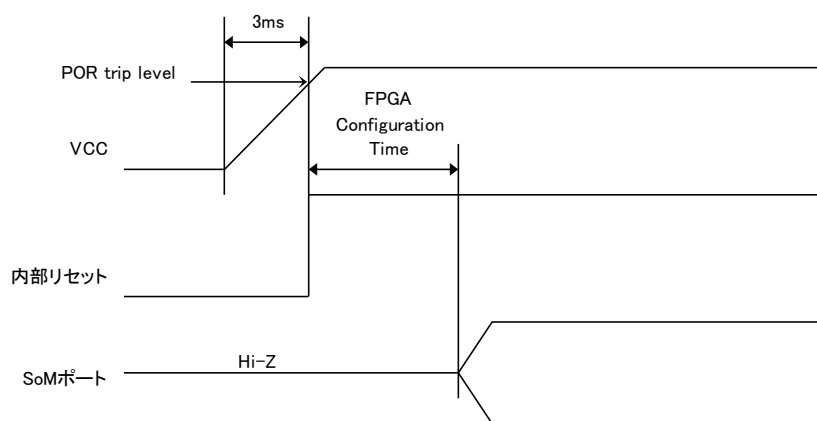 3ms
POR trip level
FPGA
Configuration
Time
VCC
内部リセット
Hi-Z
SoMポート